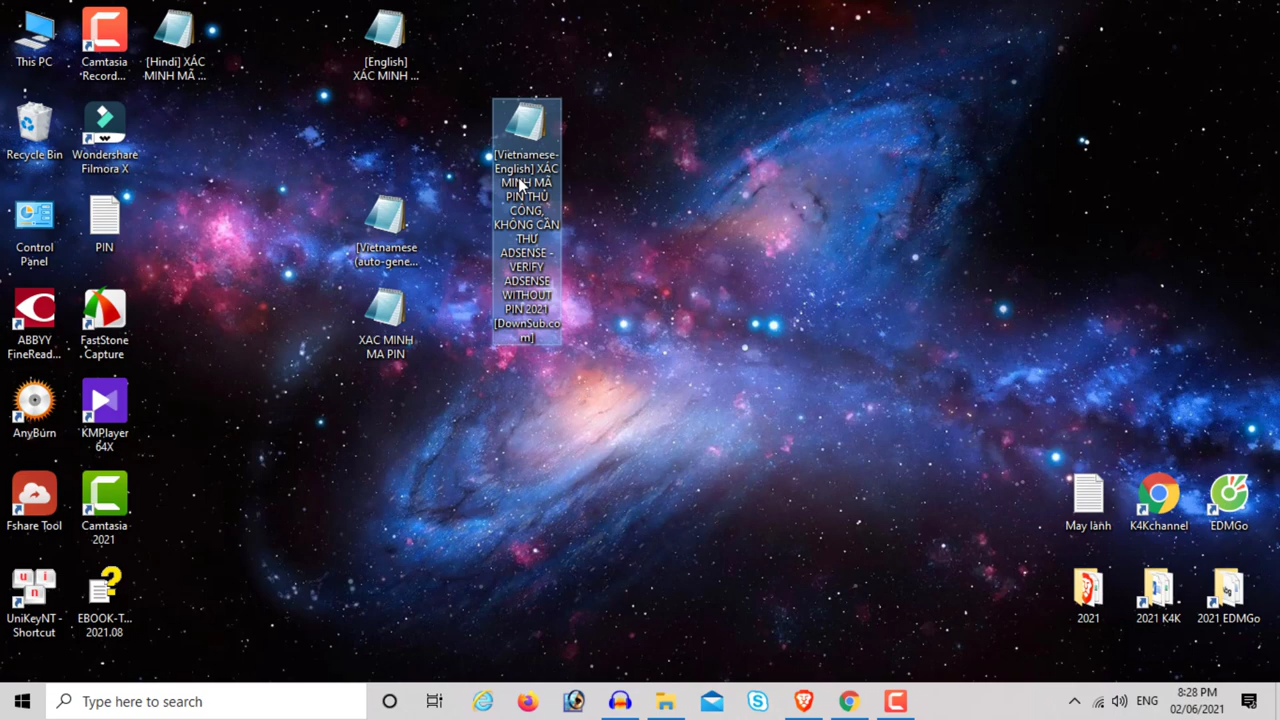 This PC
Camtasia
Record...
[Hindi] XÁC
MINH MÃ ...
[English]
XÁC MINH ...
Recycle Bin
Wondershare
Filmora X
[Vietnamese-
English] XÁC
MINH MÃ
PIN THỦ
CÔNG,
KHÔNG CẦN
THƯ
ADSENSE -
VERIFY
ADSENSE
WITHOUT
PIN 2021
[DownSub.co
m]
Control
Panel
PIN
[Vietnamese
(auto-gene...
ABBYY
FineRead...
FastStone
Capture
XAC MINH
MA PIN
AnyBurn
KMPlayer
64X
Fshare Tool
Camtasia
2021
May lành
K4Kchannel
EDMGo
UniKeyNT -
Shortcut
EBOOK-T...
2021.08
2021
2021 K4K
2021 EDMGo
Type here to search
ENG
8:28 PM
02/06/2021